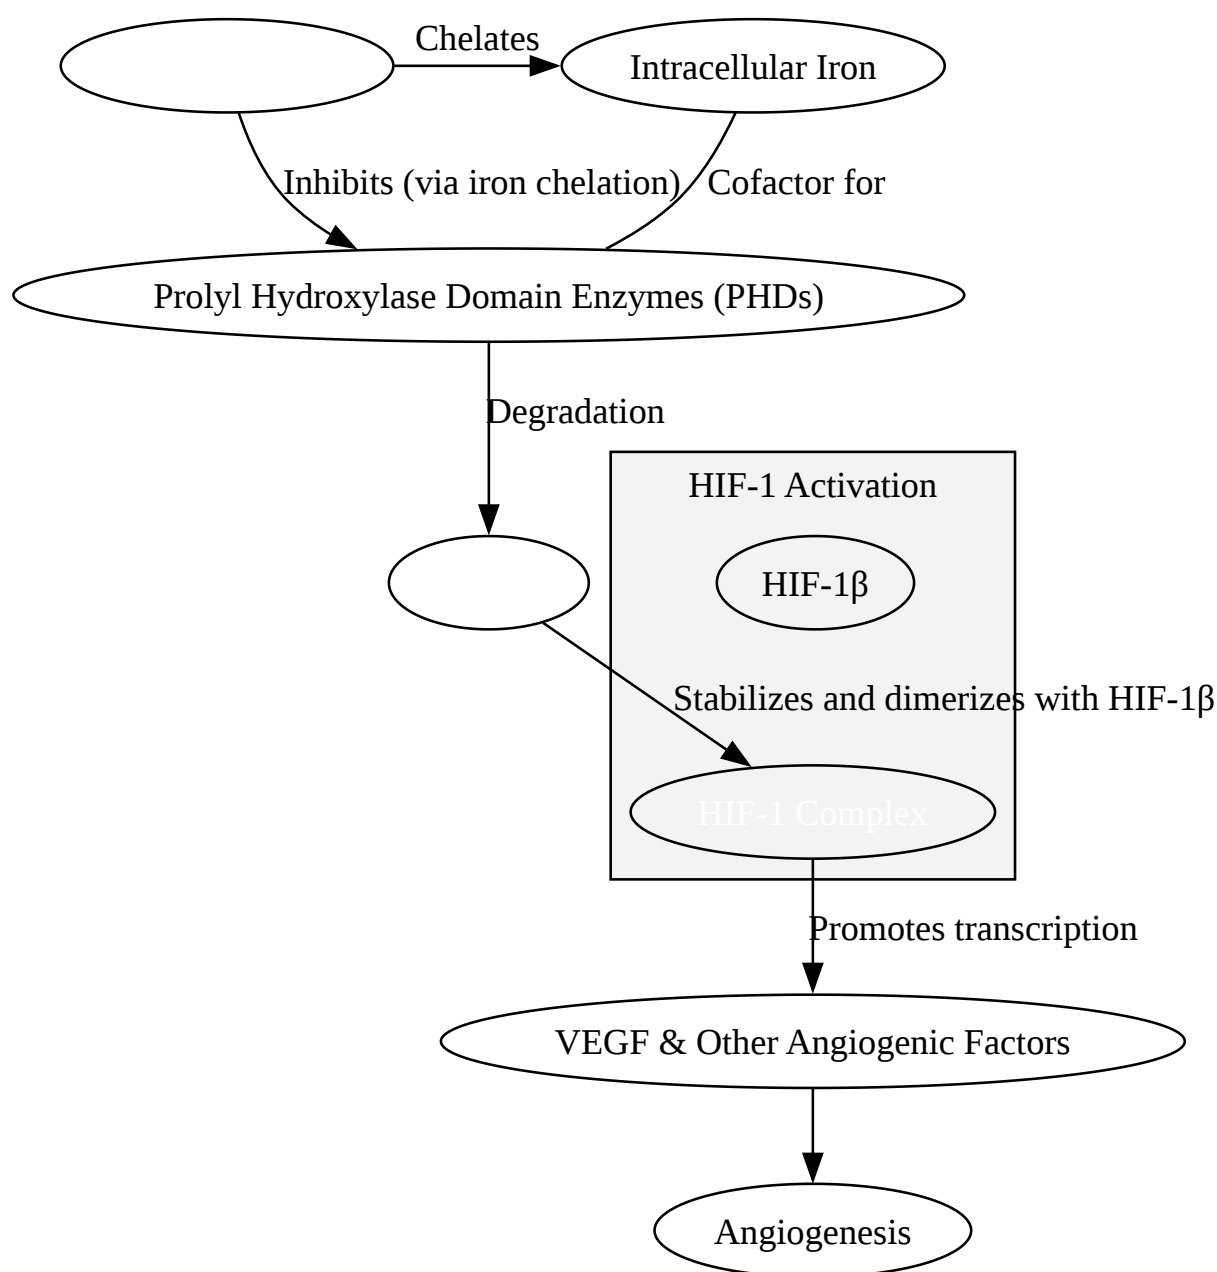 Chelates
Intracellular Iron
Inhibits (via iron chelation)
Cofactor for
Prolyl Hydroxylase Domain Enzymes (PHDs)
Degradation
HIF-1 Activation
HIF-1β
Stabilizes and dimerizes with HIF-1β
HIF-1 Complex
Promotes transcription
VEGF & Other Angiogenic Factors
Angiogenesis